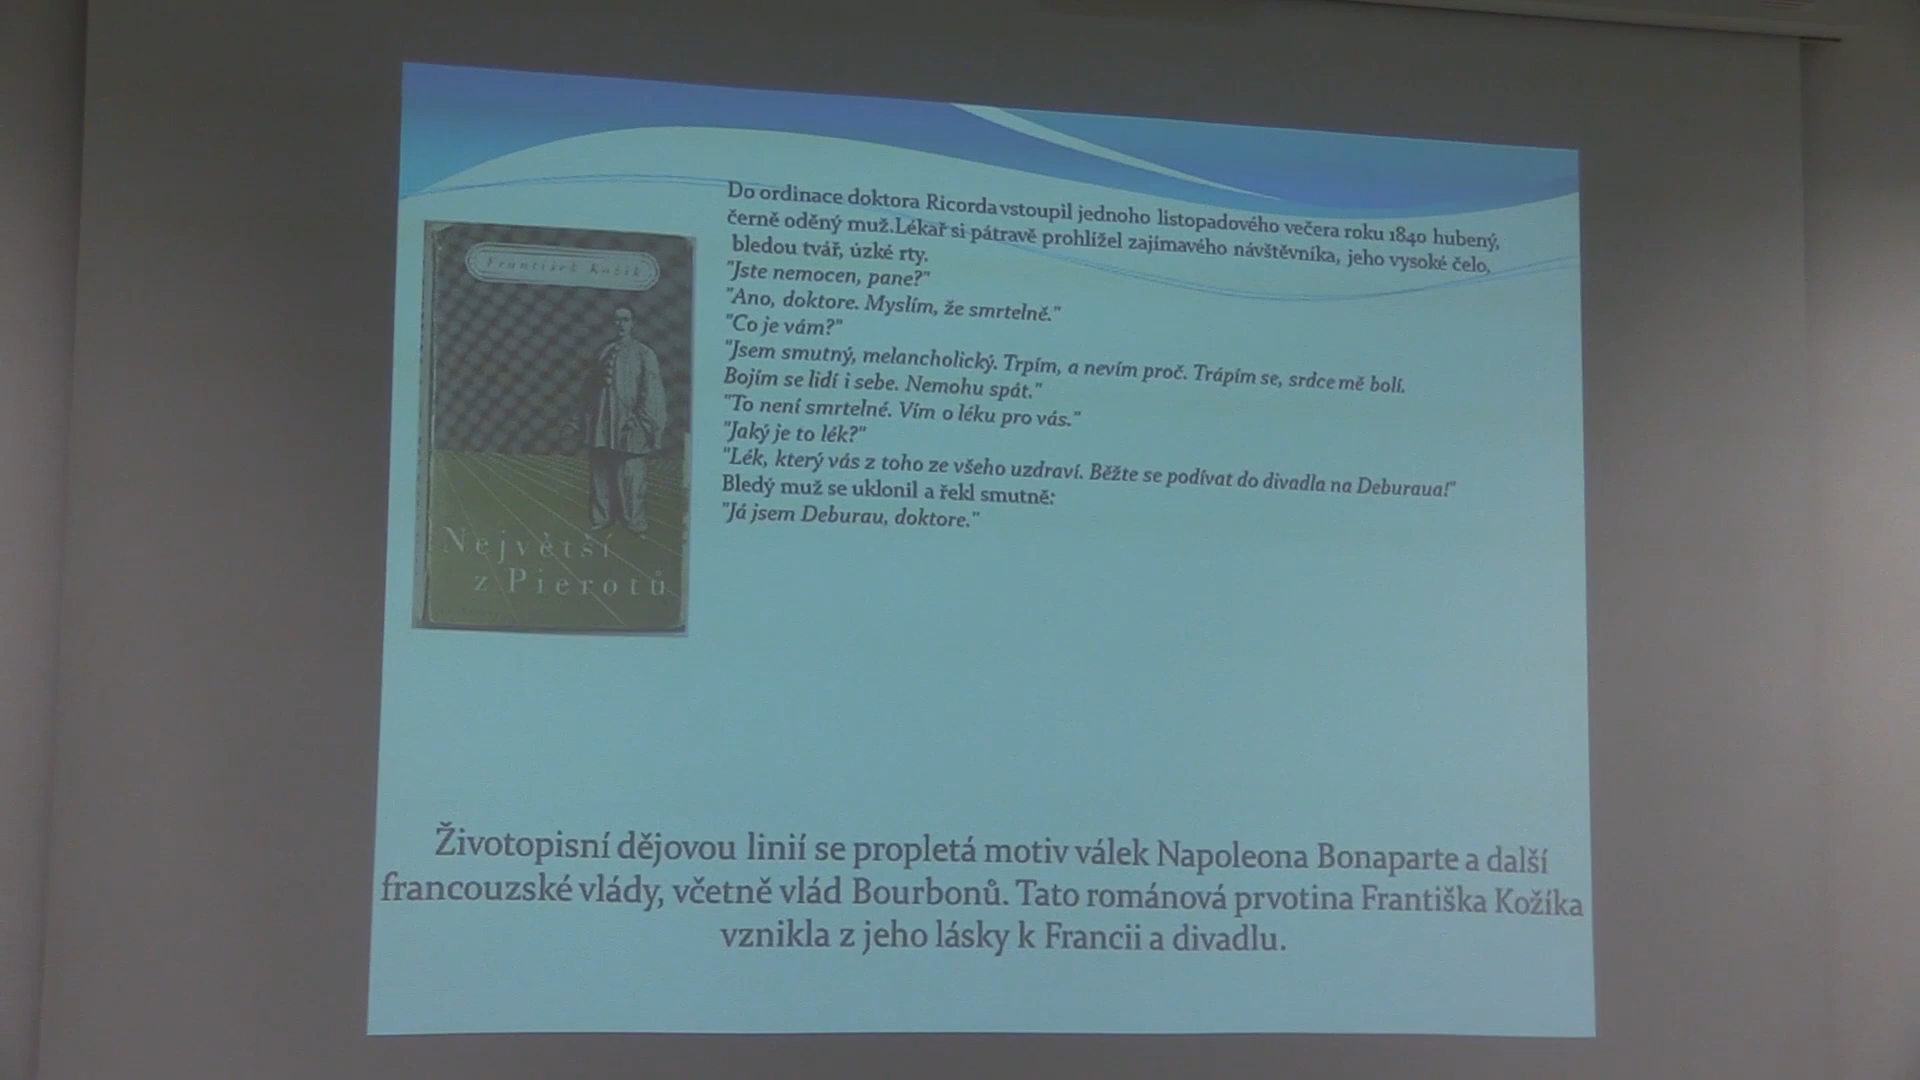 František Kožík
Největší
z Pierotů
Do ordinace doktora Ricorda vstoupil jednoho listopadového večera roku 1840 hubený,
černě oděný muž.Lékař si pátravě prohlížel zajímavého návštěvníka, jeho vysoké čelo,
bledou tvář, úzké rty.
"Jste nemocen, pane?"
"Ano, doktore. Myslím, že smrtelně."
"Co je vám?"
"Jsem smutný, melancholický. Trpím, a nevím proč. Trápím se, srdce mě bolí.
Bojím se lidí i sebe. Nemohu spát."
"To není smrtelné. Vím o léku pro vás."
"Jaký je to lék?"
"Lék, který vás z toho ze všeho uzdraví. Běžte se podívat do divadla na Deburaua!"
Bledý muž se uklonil a řekl smutně:
"Já jsem Deburau, doktore."
Životopisní dějovou linií se propletá motiv válek Napoleona Bonaparte a další
francouzské vlády, včetně vlád Bourbonů. Tato románová prvotina Františka Kožíka
vznikla z jeho lásky k Francii a divadlu.